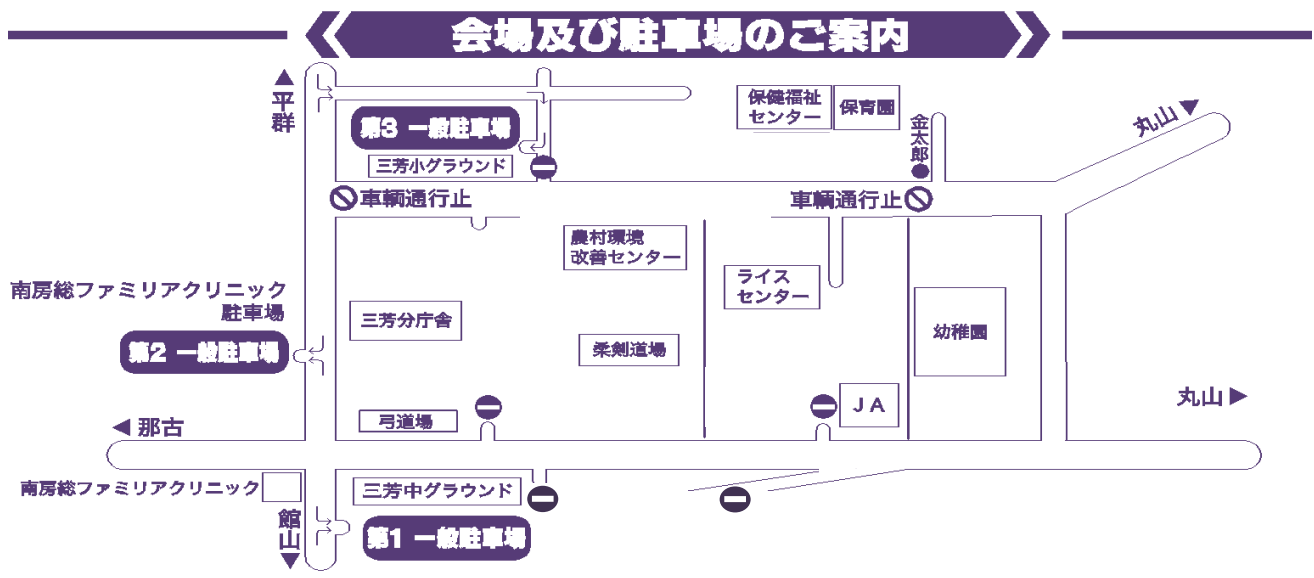 会場及び駐車場のご案内
▲平群
第3 一般駐車場
三芳小グラウンド
保健福祉
センター
保育園
金太郎
丸山▶
車輌通行止
車輌通行止
農村環境
改善センター
ライス
センター
南房総ファミリアクリニック
駐車場
三芳分庁舎
第2 一般駐車場
柔剣道場
幼稚園
JA
丸山▶
弓道場
◀那古
南房総ファミリアクリニック
三芳中グラウンド
館山▼
第1 一般駐車場